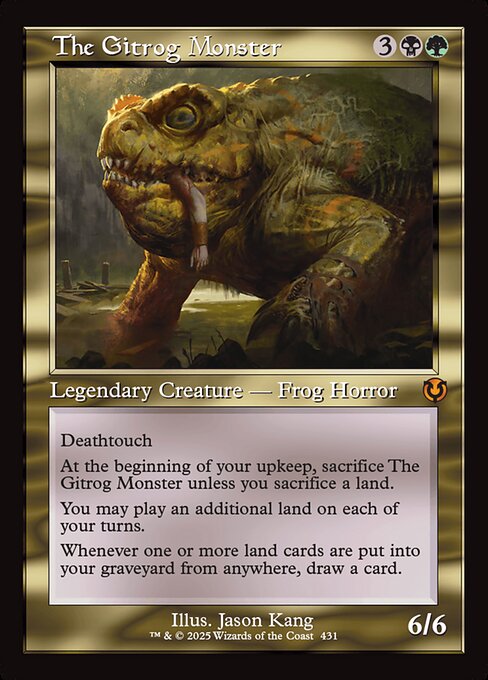 The Gitrog Monster 3
Legendary Creature — Frog Horror
Deathtouch
At the beginning of your upkeep, sacrifice The
Gitrog Monster unless you sacrifice a land.
You may play an additional land on each of
your turns.
Whenever one or more land cards are put into
your graveyard from anywhere, draw a card.
Illus. Jason Kang
™ & © 2025 Wizards of the Coast 431
6/6